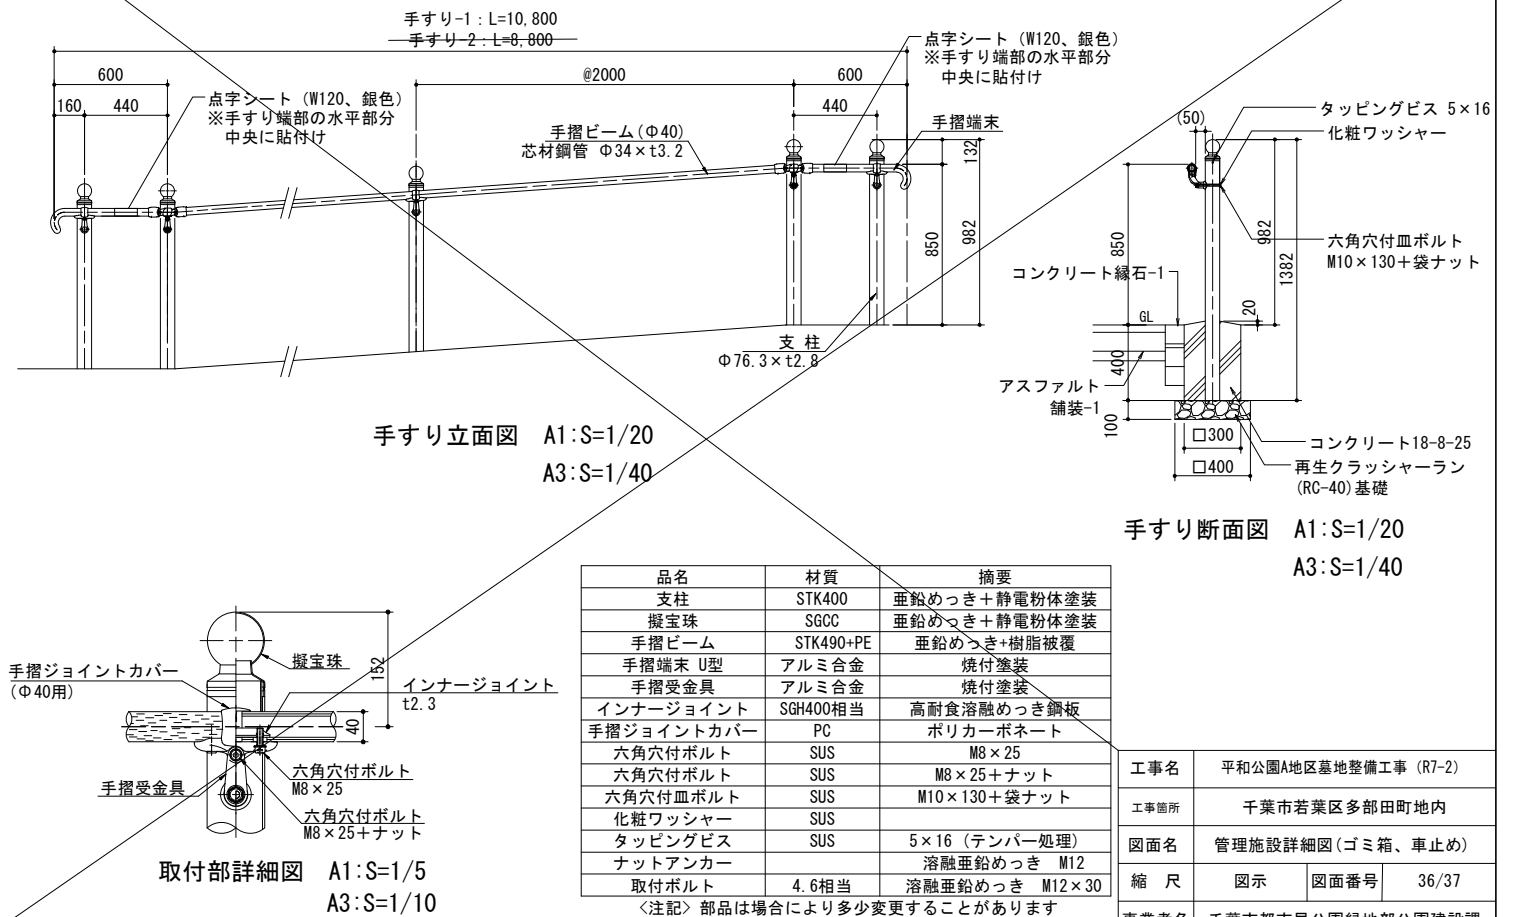 手すり-1：L=10,800
手すり-2：L=8,800
600
@2000
600
160
440
440
点字シート（W120、銀色）
※手すり端部の水平部分
中央に貼付け
点字シート（W120、銀色）
※手すり端部の水平部分
中央に貼付け
手摺ビーム(Φ40)
芯材鋼管 Φ34×t3.2
手摺端末
132
850
982
支 柱
Φ76.3×t2.8
手すり立面図 A1:S=1/20
A3:S=1/40
(50)
タッピングビス 5×16
化粧ワッシャー
六角穴付皿ボルト
M10×130＋袋ナット
850
982
1382
コンクリート縁石-1
GL
20
400
アスファルト
舗装-1
100
□300
□400
コンクリート18-8-25
再生クラッシャーラン
(RC-40)基礎
手すり断面図 A1:S=1/20
A3:S=1/40
手摺ジョイントカバー
(Φ40用)
擬宝珠
152
インナージョイント
t2.3
40
手摺受金具
六角穴付ボルト
M8×25
六角穴付ボルト
M8×25＋ナット
取付部詳細図 A1:S=1/5
A3:S=1/10
品名 材質 摘要
支柱 STK400 亜鉛めっき＋静電粉体塗装
擬宝珠 SGCC 亜鉛めっき＋静電粉体塗装
手摺ビーム STK490+PE 亜鉛めっき+樹脂被覆
手摺端末 U型 アルミ合金 焼付塗装
手摺受金具 アルミ合金 焼付塗装
インナージョイント SGH400相当 高耐食溶融めっき鋼板
手摺ジョイントカバー PC ポリカーボネート
六角穴付ボルト SUS M8×25
六角穴付ボルト SUS M8×25＋ナット
六角穴付皿ボルト SUS M10×130＋袋ナット
化粧ワッシャー SUS
タッピングビス SUS 5×16（テンパー処理）
ナットアンカー 溶融亜鉛めっき M12
取付ボルト 4.6相当 溶融亜鉛めっき M12×30
〈注記〉部品は場合により多少変更することがあります
工事名 平和公園A地区墓地整備工事（R7-2）
工事箇所 千葉市若葉区多部田町地内
図面名 管理施設詳細図(ゴミ箱、車止め)
縮 尺 図示 図面番号 36/37
事業者名 千葉市都市局公園緑地部公園建設課